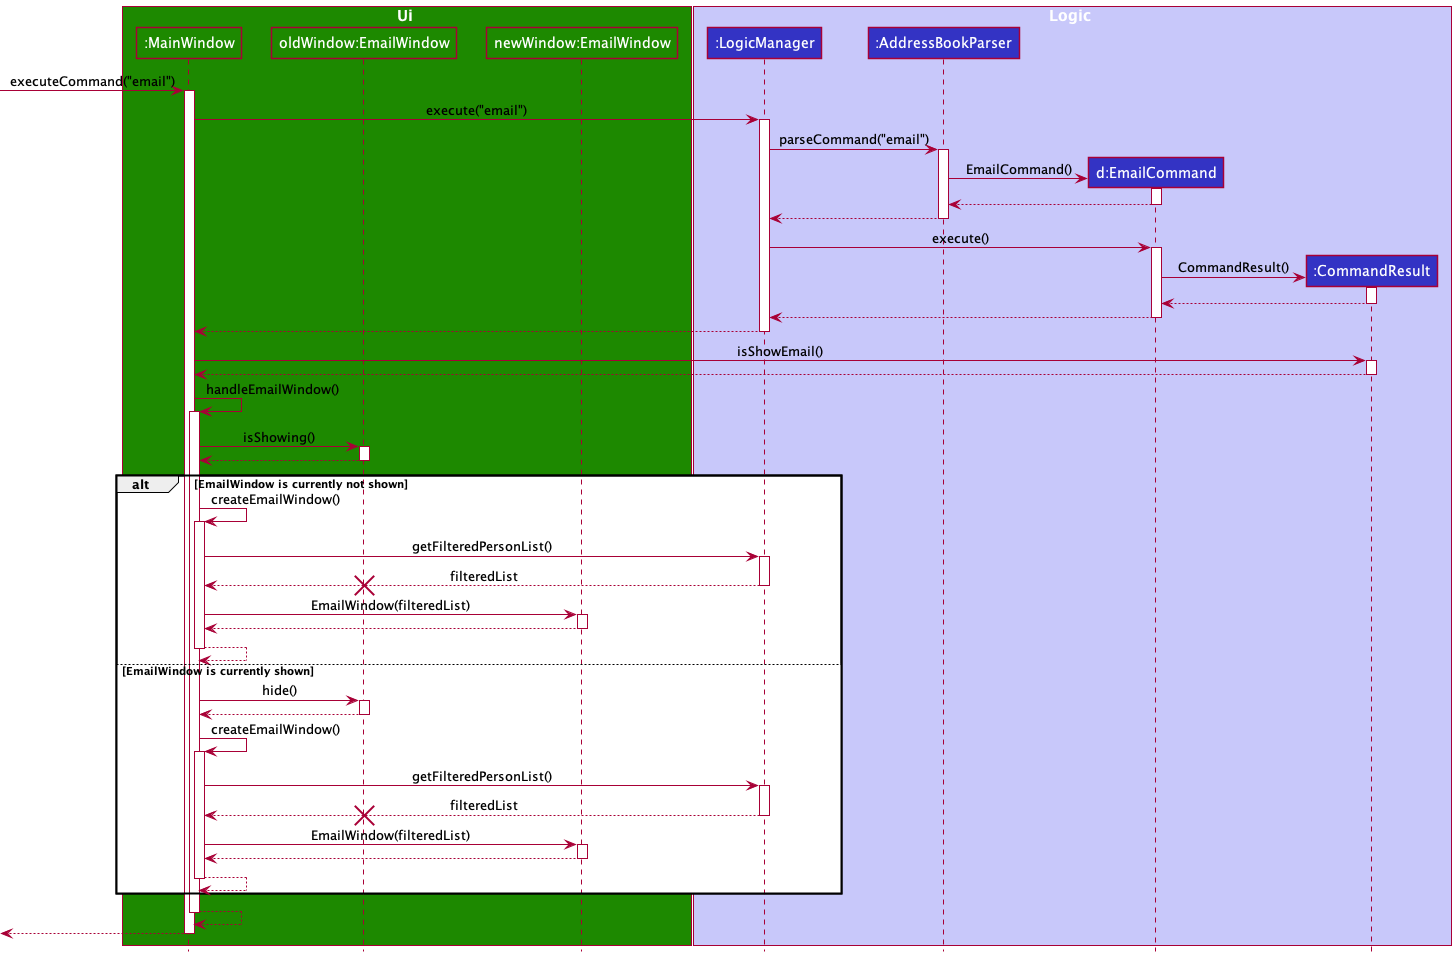 Ui
Logic
:MainWindow
oldWindow:EmailWindow
newWindow:EmailWindow
:LogicManager
:AddressBookParser
executeCommand("email")
execute("email")
parseCommand("email")
EmailCommand()
d:EmailCommand
execute()
CommandResult()
:CommandResult
isShowEmail()
handleEmailWindow()
isShowing()
alt
[EmailWindow is currently not shown]
createEmailWindow()
getFilteredPersonList()
filteredList
EmailWindow(filteredList)
[EmailWindow is currently shown]
hide()
createEmailWindow()
getFilteredPersonList()
filteredList
EmailWindow(filteredList)